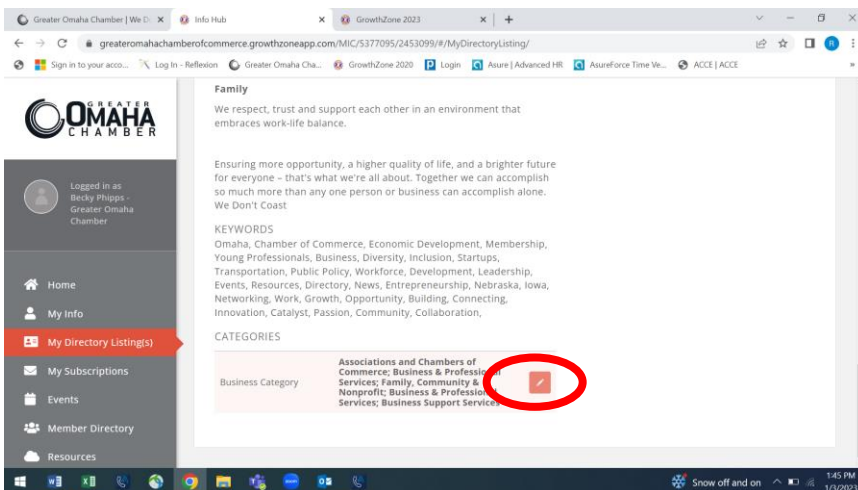 Greater Omaha Chamber | We D
Info Hub
GrowthZone 2023
greateromahachamberofcommerce.growthzoneapp.com/MIC/5377095/2453099/#/MyDirectoryListing/
Sign in to your acco...
Log In - Reflexion
Greater Omaha Cha...
GrowthZone 2020
Login
Asure | Advanced HR
AsureForce Time Ve...
ACCE | ACCE
GREATER
OMAHA
CHAMBER
Logged in as
Becky Phipps -
Greater Omaha
Chamber
Home
My Info
My Directory Listing(s)
My Subscriptions
Events
Member Directory
Resources
Family
We respect, trust and support each other in an environment that
embraces work-life balance.
Ensuring more opportunity, a higher quality of life, and a brighter future
for everyone – that's what we're all about. Together we can accomplish
so much more than any one person or business can accomplish alone.
We Don't Coast
KEYWORDS
Omaha, Chamber of Commerce, Economic Development, Membership,
Young Professionals, Business, Diversity, Inclusion, Startups,
Transportation, Public Policy, Workforce, Development, Leadership,
Events, Resources, Directory, News, Entrepreneurship, Nebraska, Iowa,
Networking, Work, Growth, Opportunity, Building, Connecting,
Innovation, Catalyst, Passion, Community, Collaboration,
CATEGORIES
Business Category
Associations and Chambers of
Commerce; Business & Professional
Services; Family, Community &
Nonprofit; Business & Professional
Services; Business Support Services
Snow off and on
1:45 PM
1/3/2023